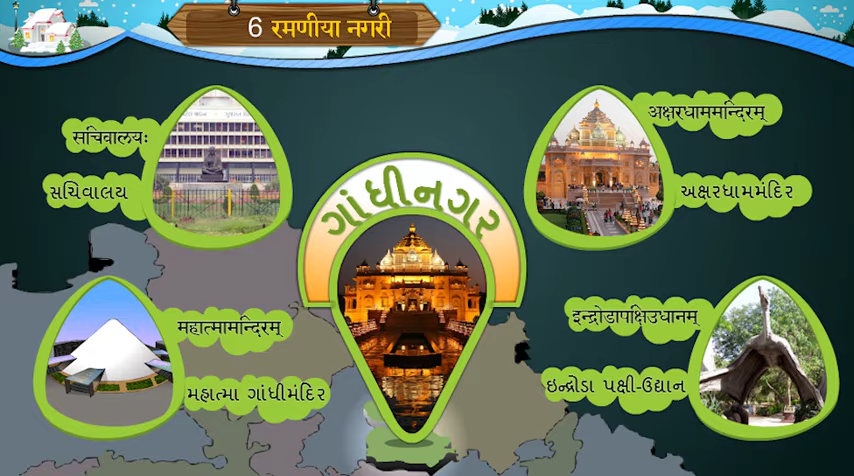 6 रमणीया नगरी
सचिवालयः
સચિવાલય
अक्षरधाममन्दिरम्
અક્ષરધામમંદિર
ગાંધીનગર
महात्मामन्दिरम्
મહાત્મા ગાંધીમંદિર
इन्द्रोडापक्षिउधानम्
ઇન્દ્રોડા પક્ષી-ઉદ્યાન